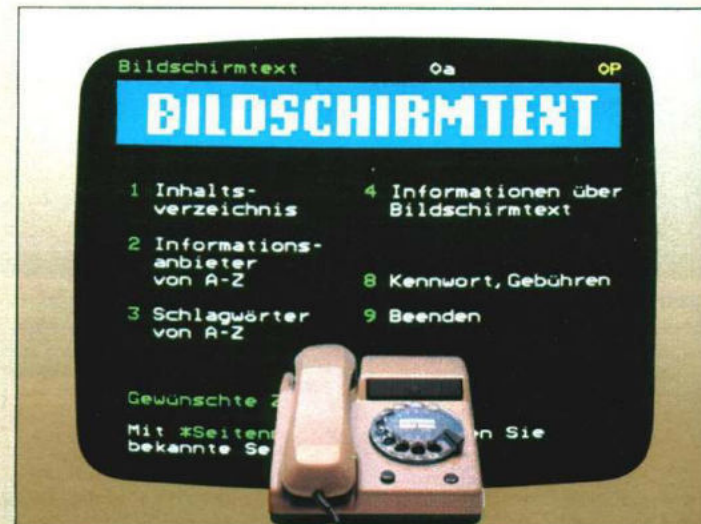 Bildschirmtext 0a 0P
BILDSCHIRMTEXT
1 Inhalts-
verzeichnis
2 Informations-
anbieter
von A-Z
3 Schlagwörter
von A-Z
4 Informationen über
Bildschirmtext
8 Kennwort, Gebühren
9 Beenden
Gewünschte
Mit *Seiten Sie
bekannte